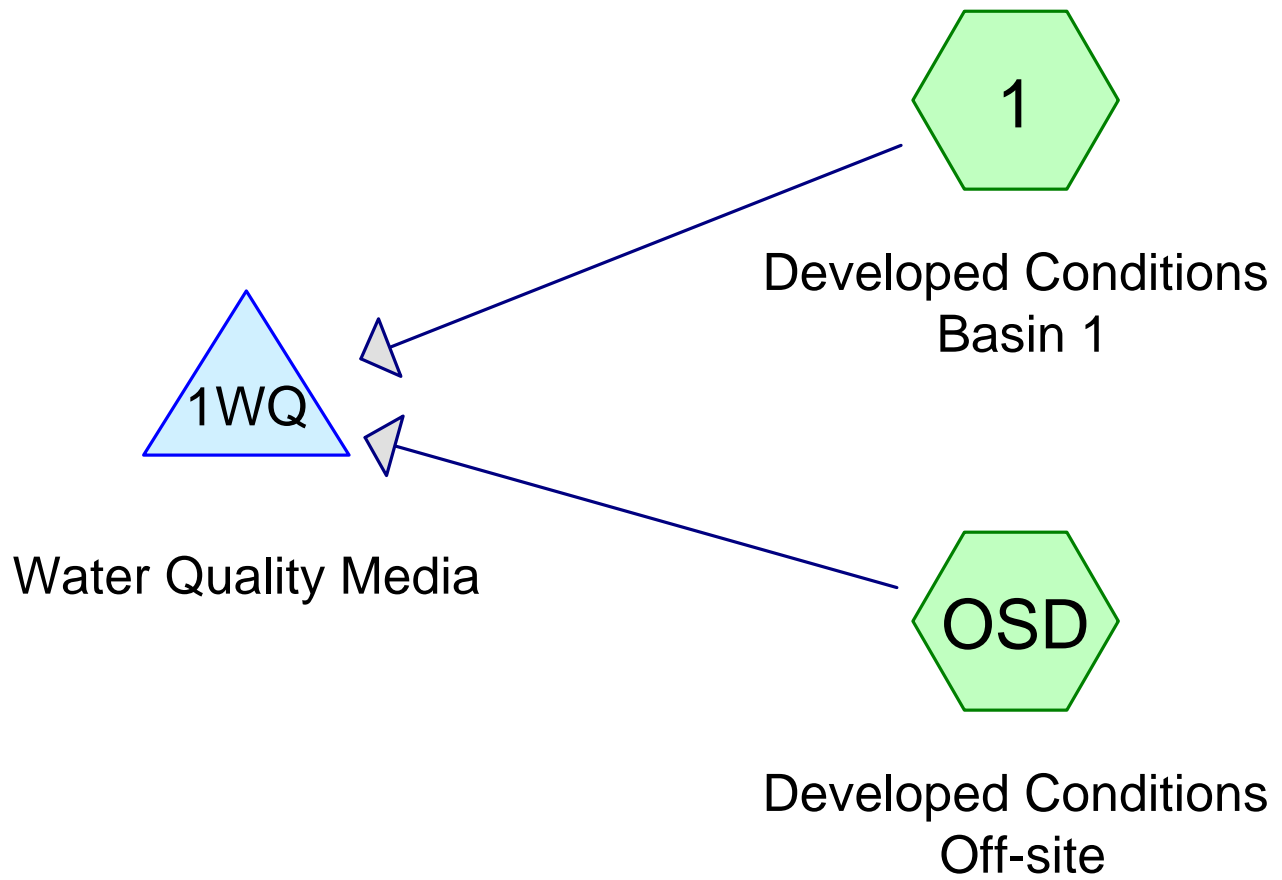 1
Developed Conditions
Basin 1
1WQ
Water Quality Media
OSD
Developed Conditions
Off-site